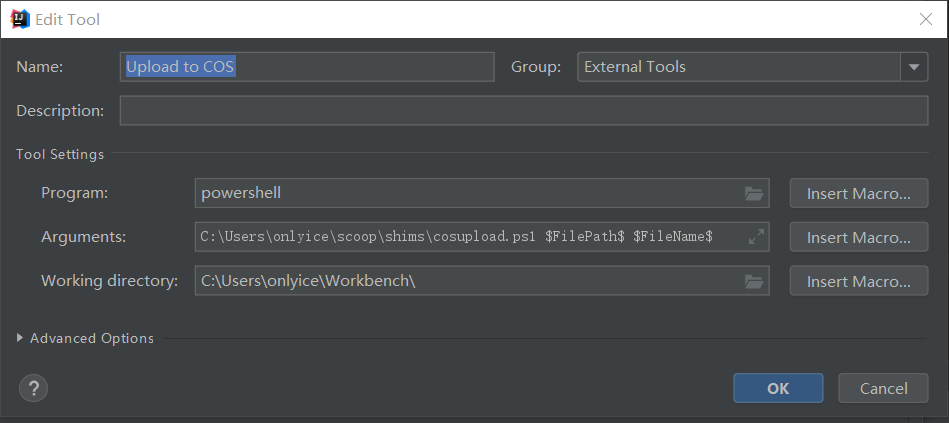 Edit Tool
Name: Upload to COS Group: External Tools
Description:
Tool Settings
Program: powershell Insert Macro...
Arguments: C:\Users\onlyice\scoop\shims\cosupload.ps1 $FilePath$ $FileName$ Insert Macro...
Working directory: C:\Users\onlyice\Workbench\ Insert Macro...
Advanced Options
? OK Cancel